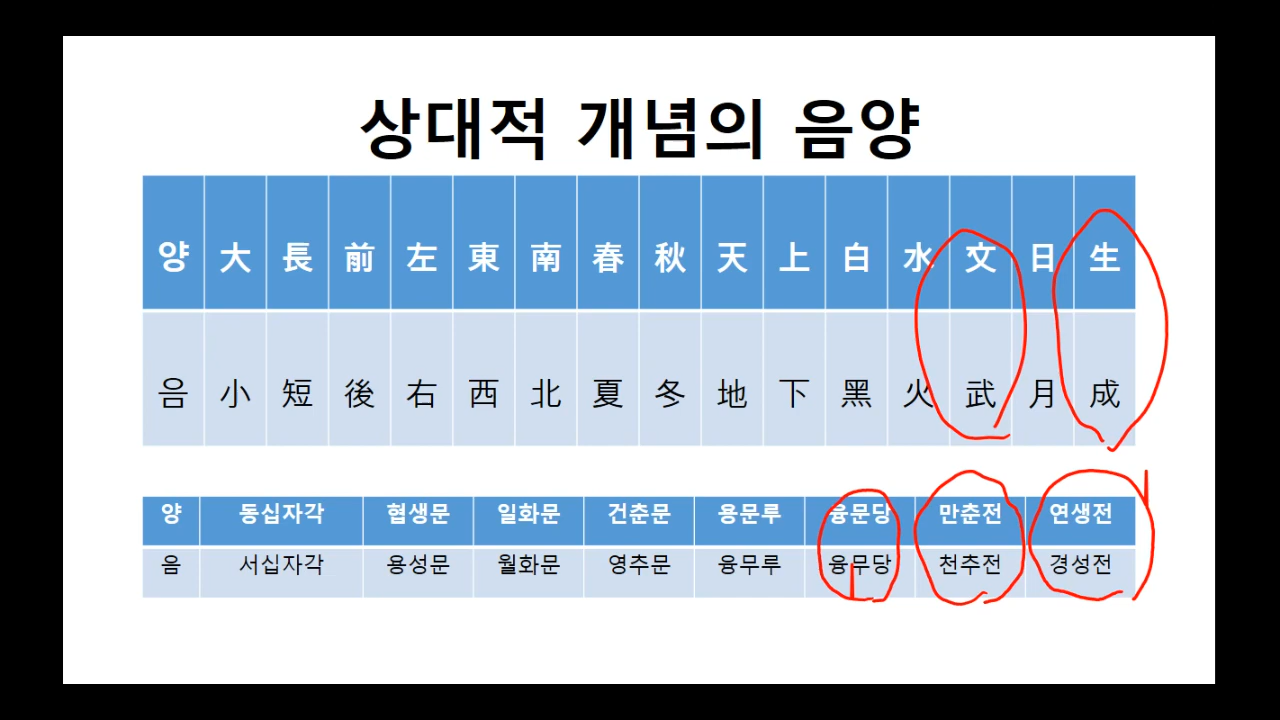 상대적 개념의 음양
양 大 長 前 左 東 南 春 秋 天 上 白 水 文 日 生
음 小 短 後 右 西 北 夏 冬 地 下 黑 火 武 月 成
양 동십자각 협생문 일화문 건춘문 용문루 융문당 만춘전 연생전
음 서십자각 용성문 월화문 영추문 융무루 융무당 천추전 경성전